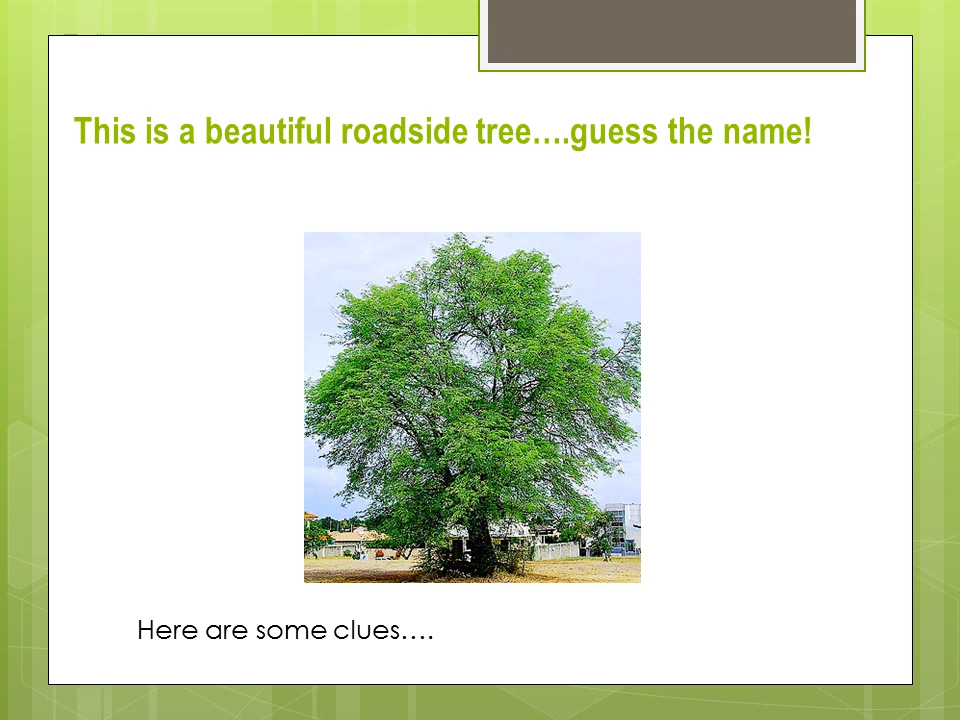 This is a beautiful roadside tree….guess the name!
Here are some clues….